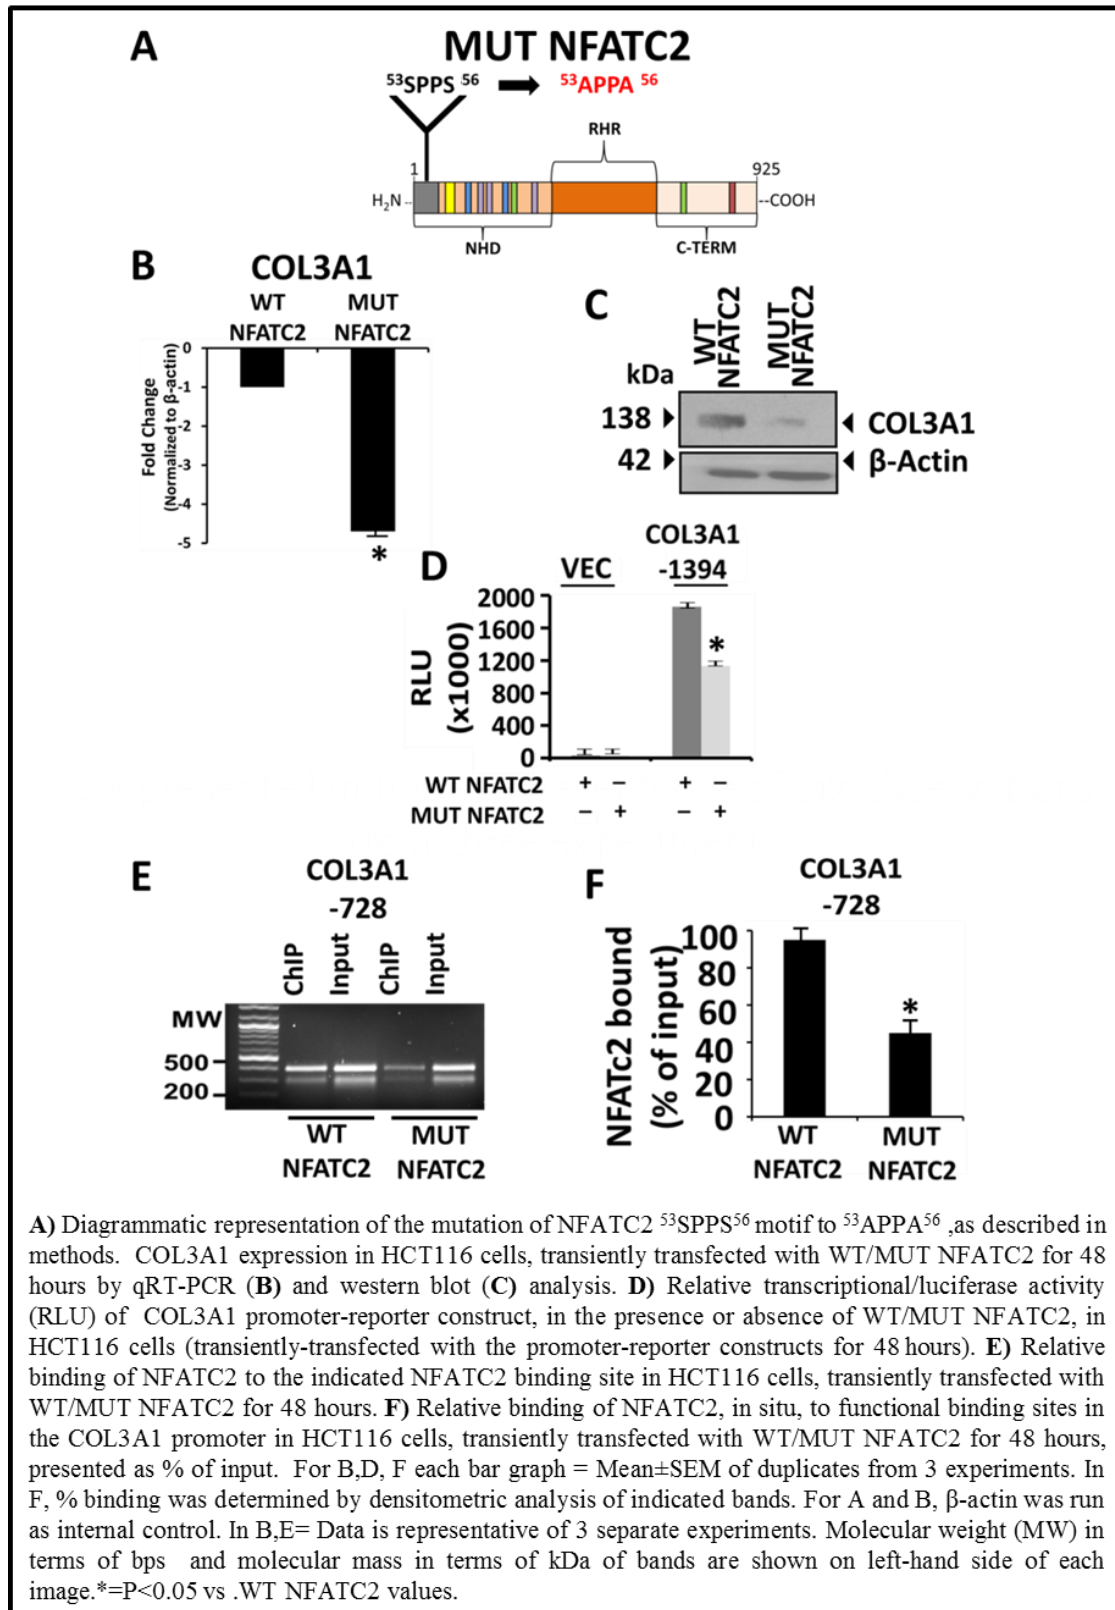 A
MUT NFATC2
⁵³SPPS⁵⁶ ⁵³APPA⁵⁶
RHR
1 925
H₂N-- --COOH
NHD C-TERM
B
COL3A1
WT NFATC2
MUT NFATC2
Fold Change
(Normalized to β-actin)
0
-1
-2
-3
-4
-5
*
C
WT NFATC2
MUT NFATC2
kDa
138 COL3A1
42 β-Actin
D
VEC
COL3A1
-1394
RLU
(x1000)
2000
1600
1200
800
400
0
*
WT NFATC2 + – + –
MUT NFATC2 – + – +
E
COL3A1
-728
ChIP Input ChIP Input
MW
500
200
WT NFATC2
MUT NFATC2
F
COL3A1
-728
NFATc2 bound
(% of input)
100
80
60
40
20
0
*
WT NFATC2
MUT NFATC2
A) Diagrammatic representation of the mutation of NFATC2 ⁵³SPPS⁵⁶ motif to ⁵³APPA⁵⁶ ,as described in
methods. COL3A1 expression in HCT116 cells, transiently transfected with WT/MUT NFATC2 for 48
hours by qRT-PCR (B) and western blot (C) analysis. D) Relative transcriptional/luciferase activity
(RLU) of COL3A1 promoter-reporter construct, in the presence or absence of WT/MUT NFATC2, in
HCT116 cells (transiently-transfected with the promoter-reporter constructs for 48 hours). E) Relative
binding of NFATC2 to the indicated NFATC2 binding site in HCT116 cells, transiently transfected with
WT/MUT NFATC2 for 48 hours. F) Relative binding of NFATC2, in situ, to functional binding sites in
the COL3A1 promoter in HCT116 cells, transiently transfected with WT/MUT NFATC2 for 48 hours,
presented as % of input. For B,D, F each bar graph = Mean±SEM of duplicates from 3 experiments. In
F, % binding was determined by densitometric analysis of indicated bands. For A and B, β-actin was run
as internal control. In B,E= Data is representative of 3 separate experiments. Molecular weight (MW) in
terms of bps and molecular mass in terms of kDa of bands are shown on left-hand side of each
image.*=P<0.05 vs .WT NFATC2 values.